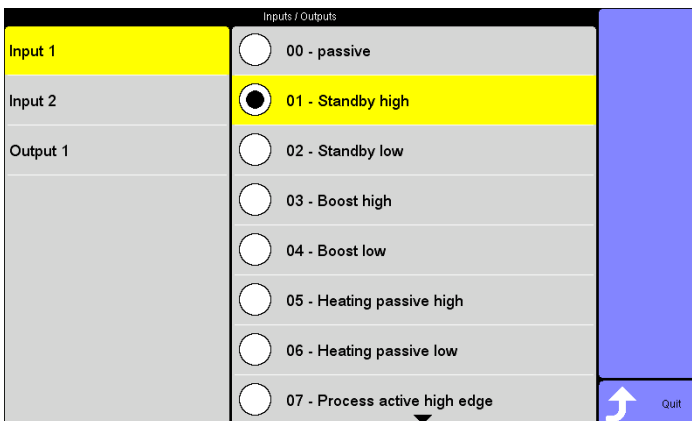 Inputs / Outputs
Input 1
Input 2
Output 1
00 - passive
01 - Standby high
02 - Standby low
03 - Boost high
04 - Boost low
05 - Heating passive high
06 - Heating passive low
07 - Process active high edge
Quit